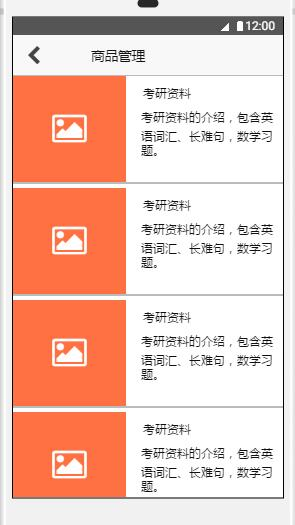 12:00
商品管理
考研资料
考研资料的介绍，包含英
语词汇、长难句，数学习
题。
考研资料
考研资料的介绍，包含英
语词汇、长难句，数学习
题。
考研资料
考研资料的介绍，包含英
语词汇、长难句，数学习
题。
考研资料
考研资料的介绍，包含英
语词汇、长难句，数学习
题。